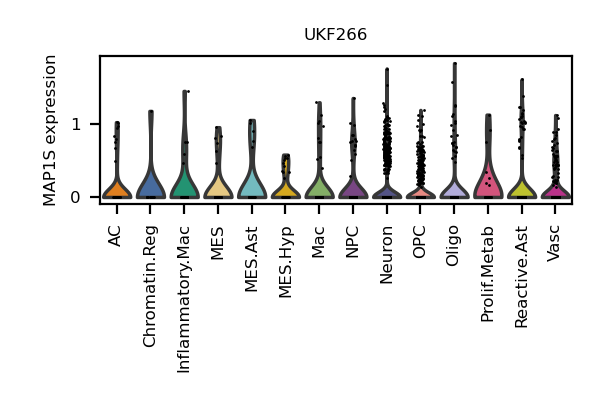 UKF266
MAP1S expression
1
0
AC
Chromatin.Reg
Inflammatory.Mac
MES
MES.Ast
MES.Hyp
Mac
NPC
Neuron
OPC
Oligo
Prolif.Metab
Reactive.Ast
Vasc